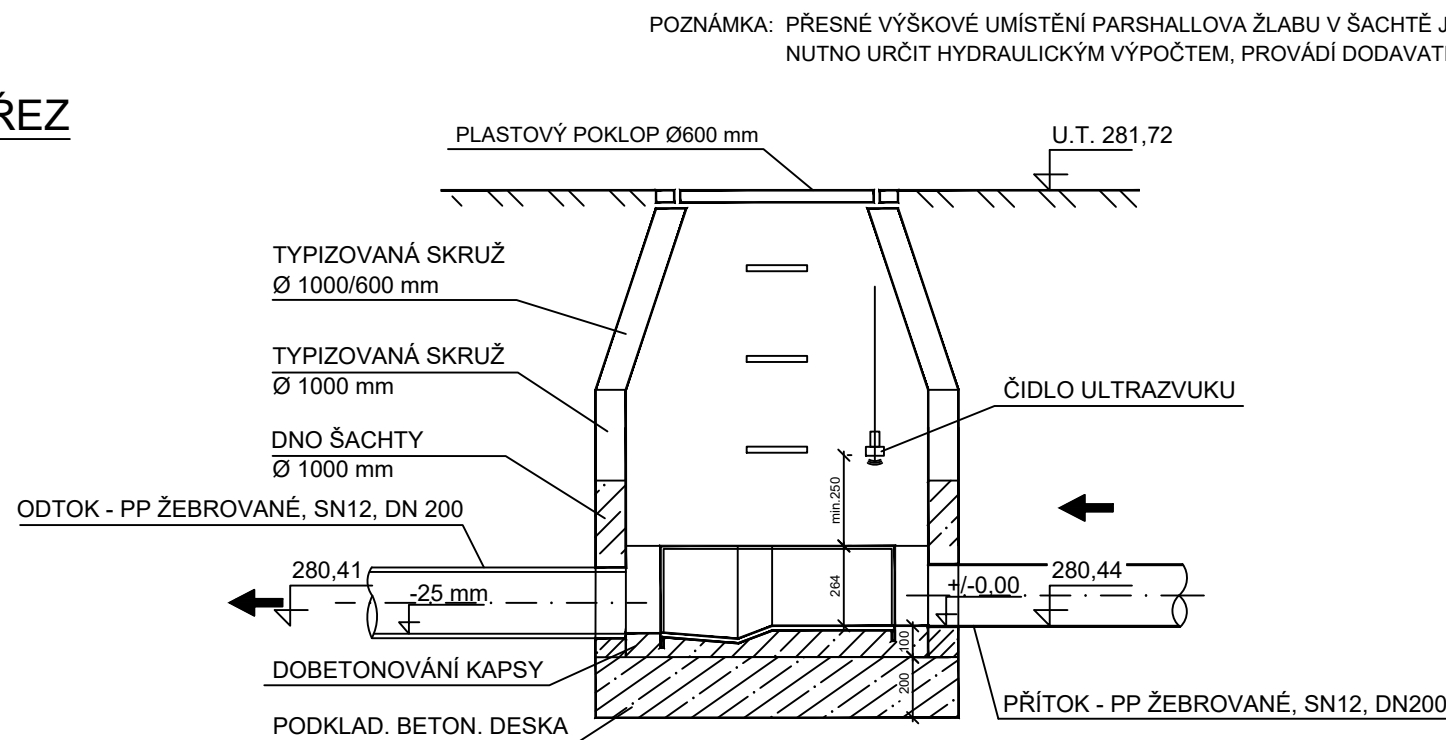 POZNÁMKA: PŘESNÉ VÝŠKOVÉ UMÍSTĚNÍ PARSHALLOVA ŽLABU V ŠACHTĚ J
NUTNO URČIT HYDRAULICKÝM VÝPOČTEM, PROVÁDÍ DODAVATE
ŘEZ
PLASTOVÝ POKLOP Ø600 mm
U.T. 281,72
TYPIZOVANÁ SKRUŽ
Ø 1000/600 mm
TYPIZOVANÁ SKRUŽ
Ø 1000 mm
ČIDLO ULTRAZVUKU
DNO ŠACHTY
Ø 1000 mm
min.250
ODTOK - PP ŽEBROVANÉ, SN12, DN 200
280,41
-25 mm
264
+/-0,00
280,44
100
DOBETONOVÁNÍ KAPSY
200
PŘÍTOK - PP ŽEBROVANÉ, SN12, DN200
PODKLAD. BETON. DESKA